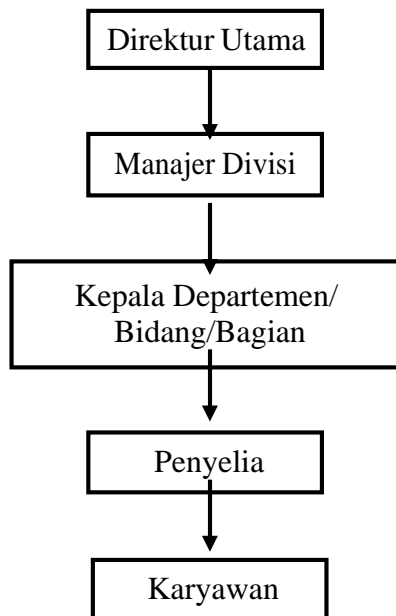 Direktur Utama
Manajer Divisi
Kepala Departemen/
Bidang/Bagian
Penyelia
Karyawan